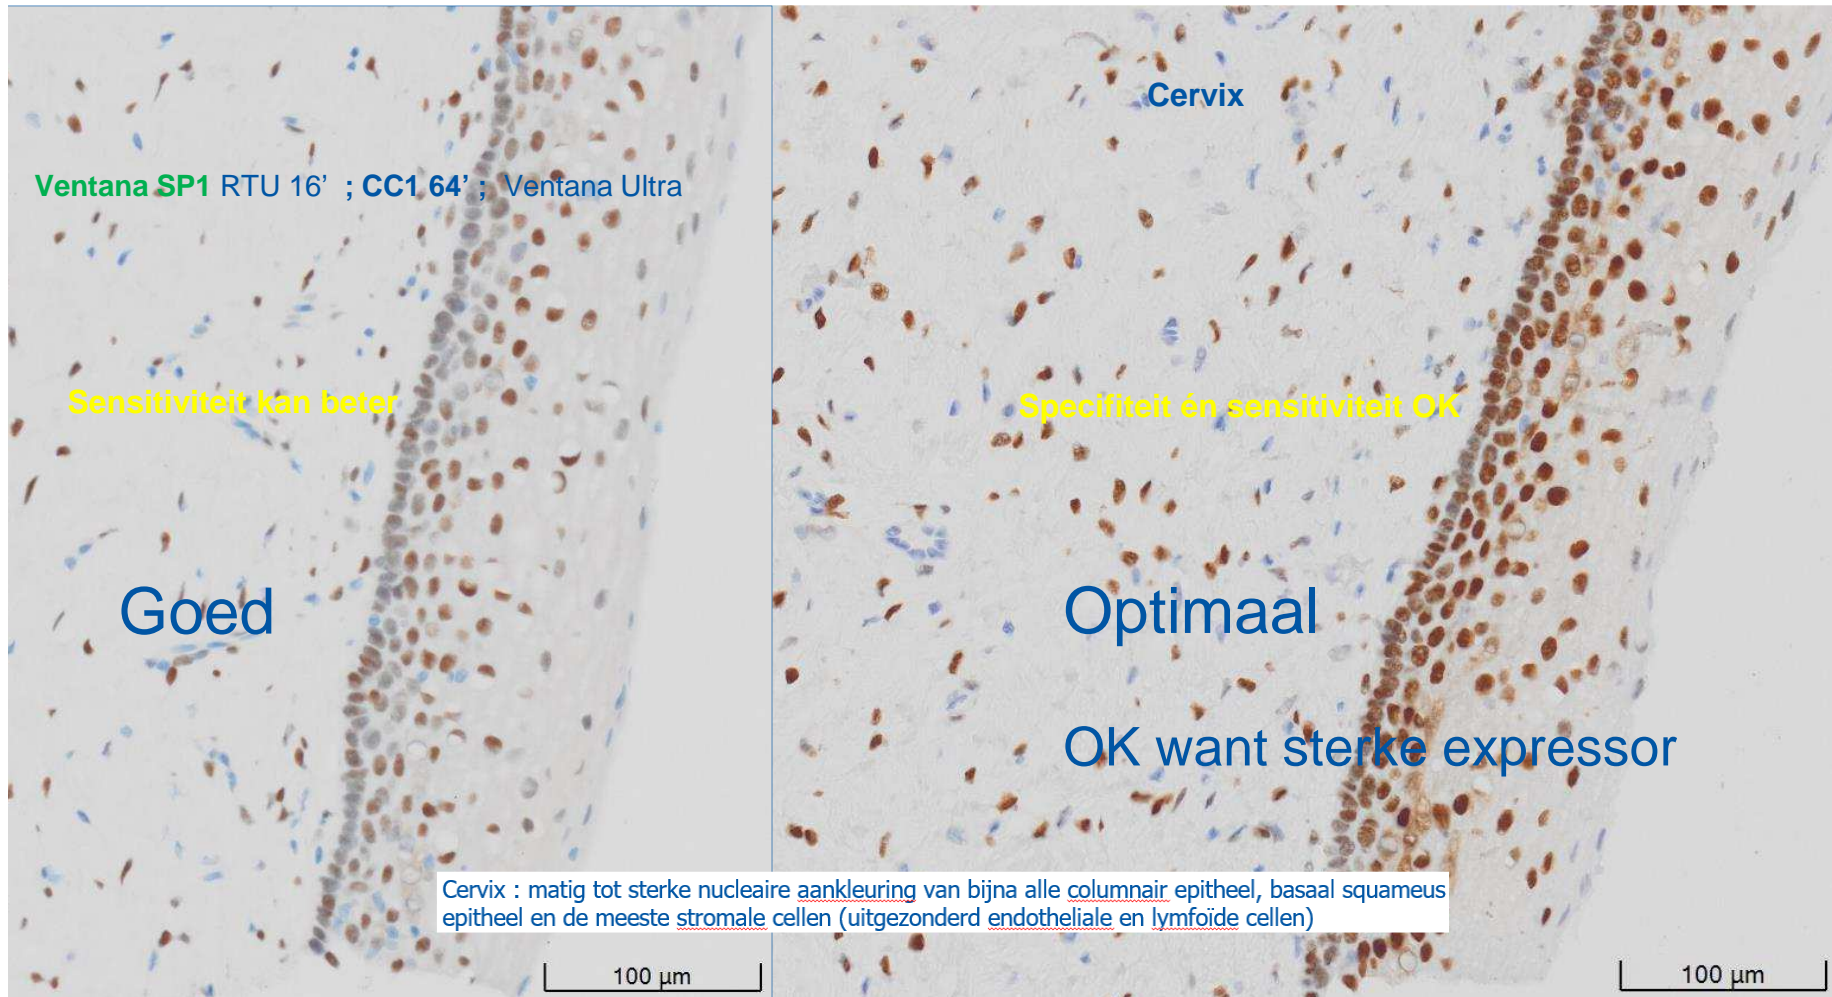 Cervix
Ventana SP1 RTU 16’ ; CC1 64’ ; Ventana Ultra
Sensitiviteit kan beter
Specifiteit én sensitiviteit OK
Goed
Optimaal
OK want sterke expressor
Cervix : matig tot sterke nucleaire aankleuring van bijna alle columnair epitheel, basaal squameus
epitheel en de meeste stromale cellen (uitgezonderd endotheliale en lymfoïde cellen)
100 µm
100 µm